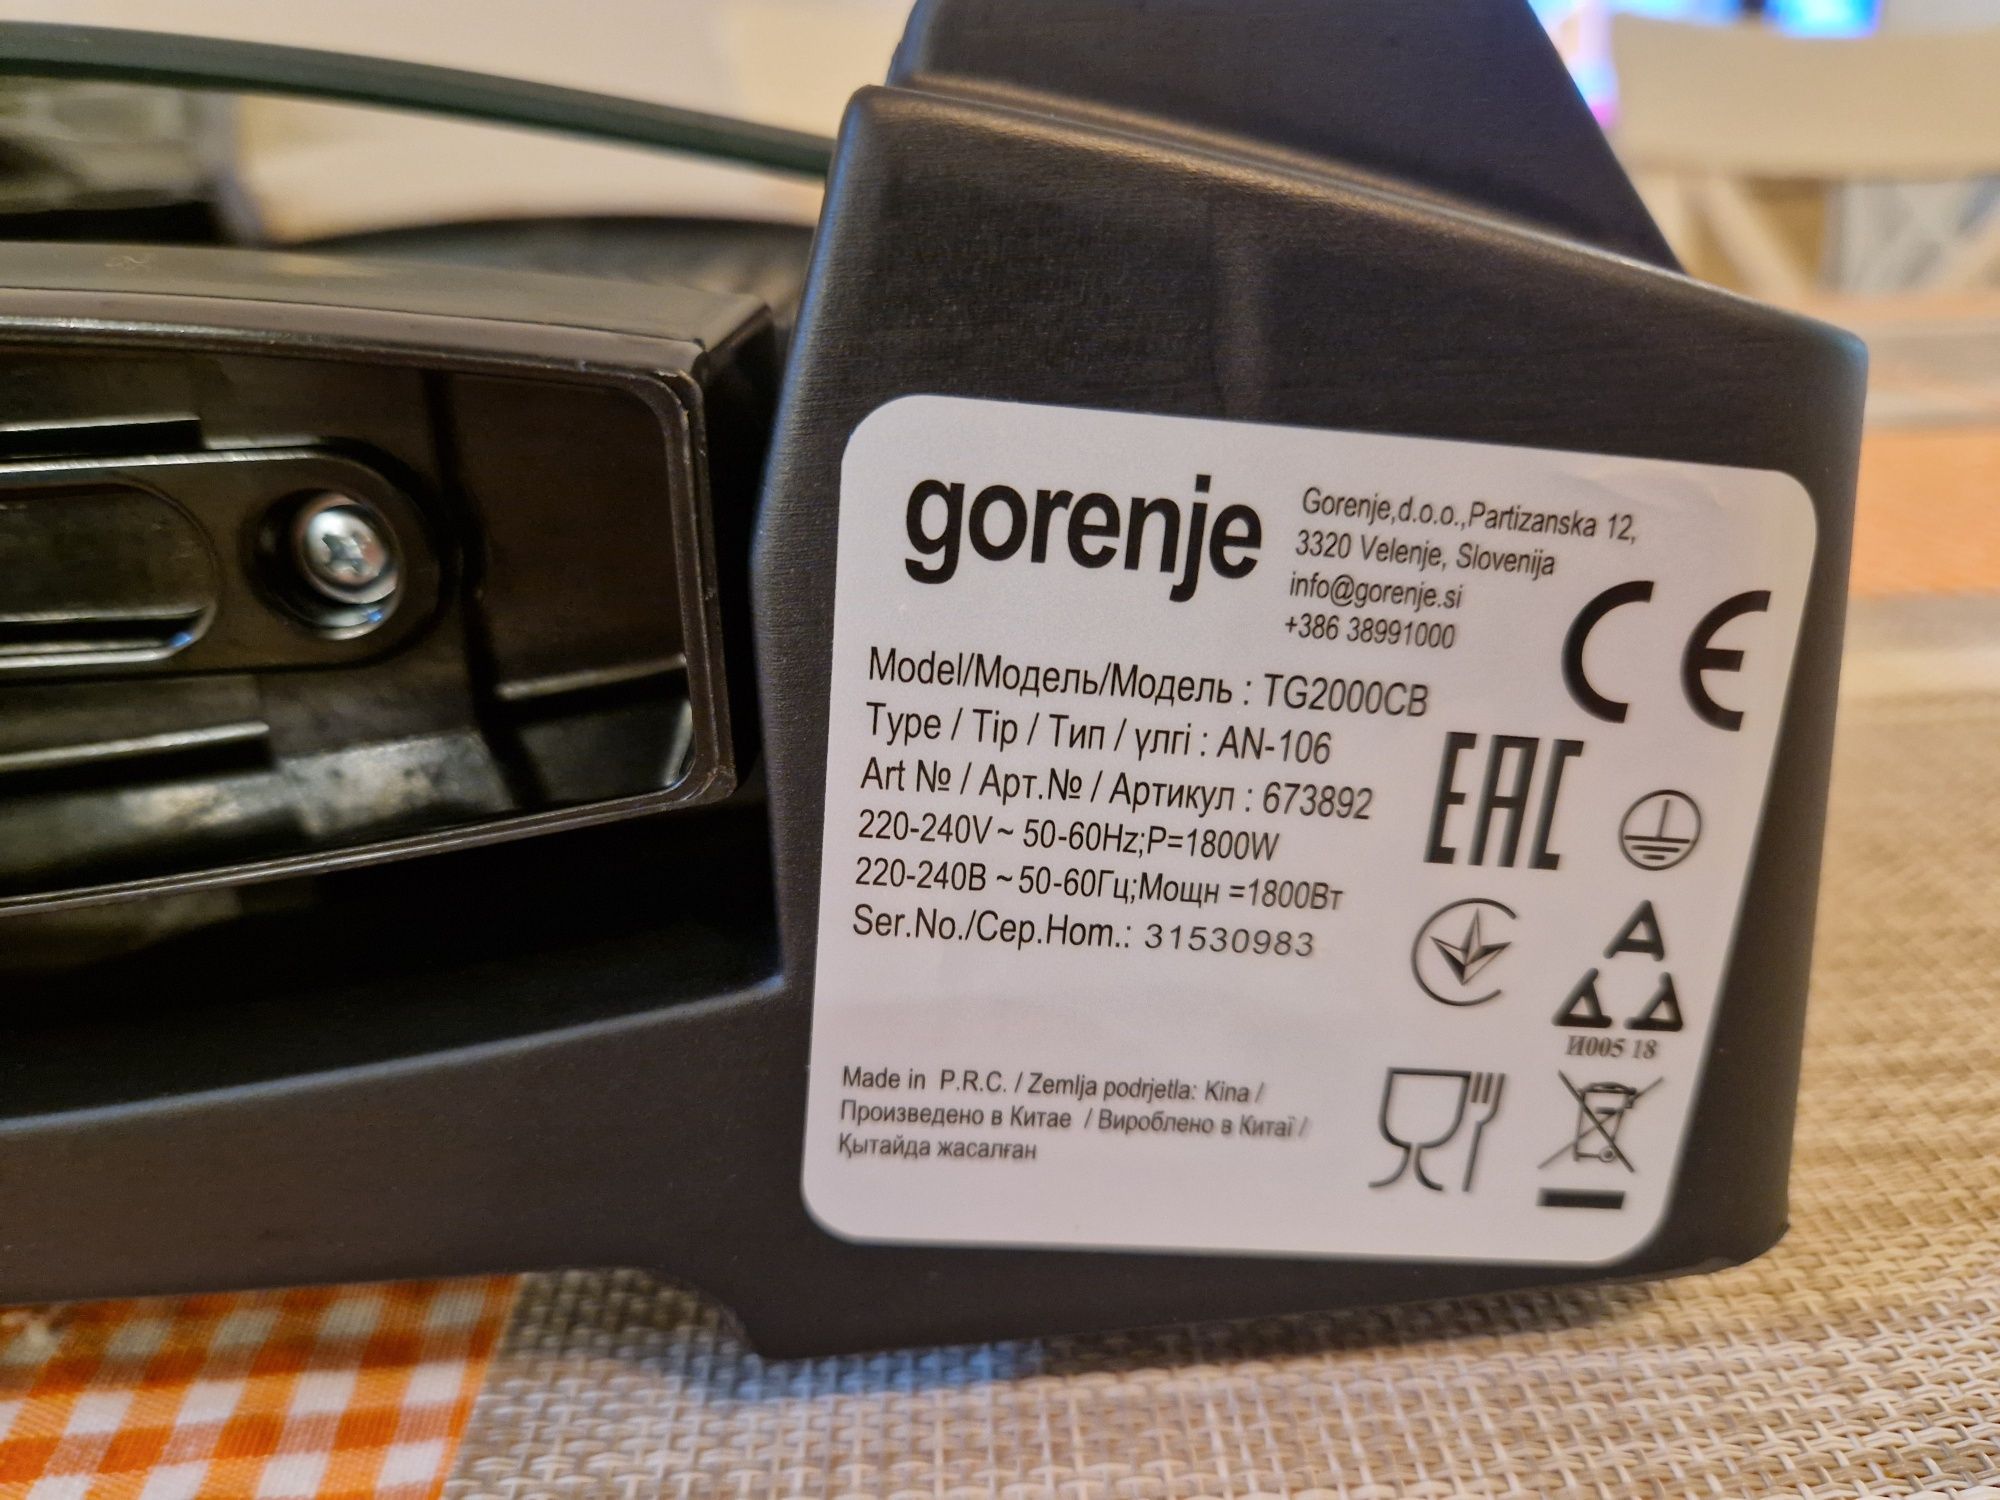 gorenje
Gorenje,d.o.o.,Partizanska 12,
3320 Velenje, Slovenija
info@gorenje.si
+386 38991000
CE
Model/Модель/Модель : TG2000CB
Type / Tip / Тип / үлгі : AN-106
Art № / Арт.№ / Артикул : 673892
220-240V ~ 50-60Hz;P=1800W
220-240В ~ 50-60Гц;Мощн =1800Вт
Ser.No./Сер.Ном.: 31530983
EAC
И005 18
Made in P.R.C. / Zemlja podrjetla: Kina /
Произведено в Китае / Вироблено в Китаї /
Қытайда жасалған